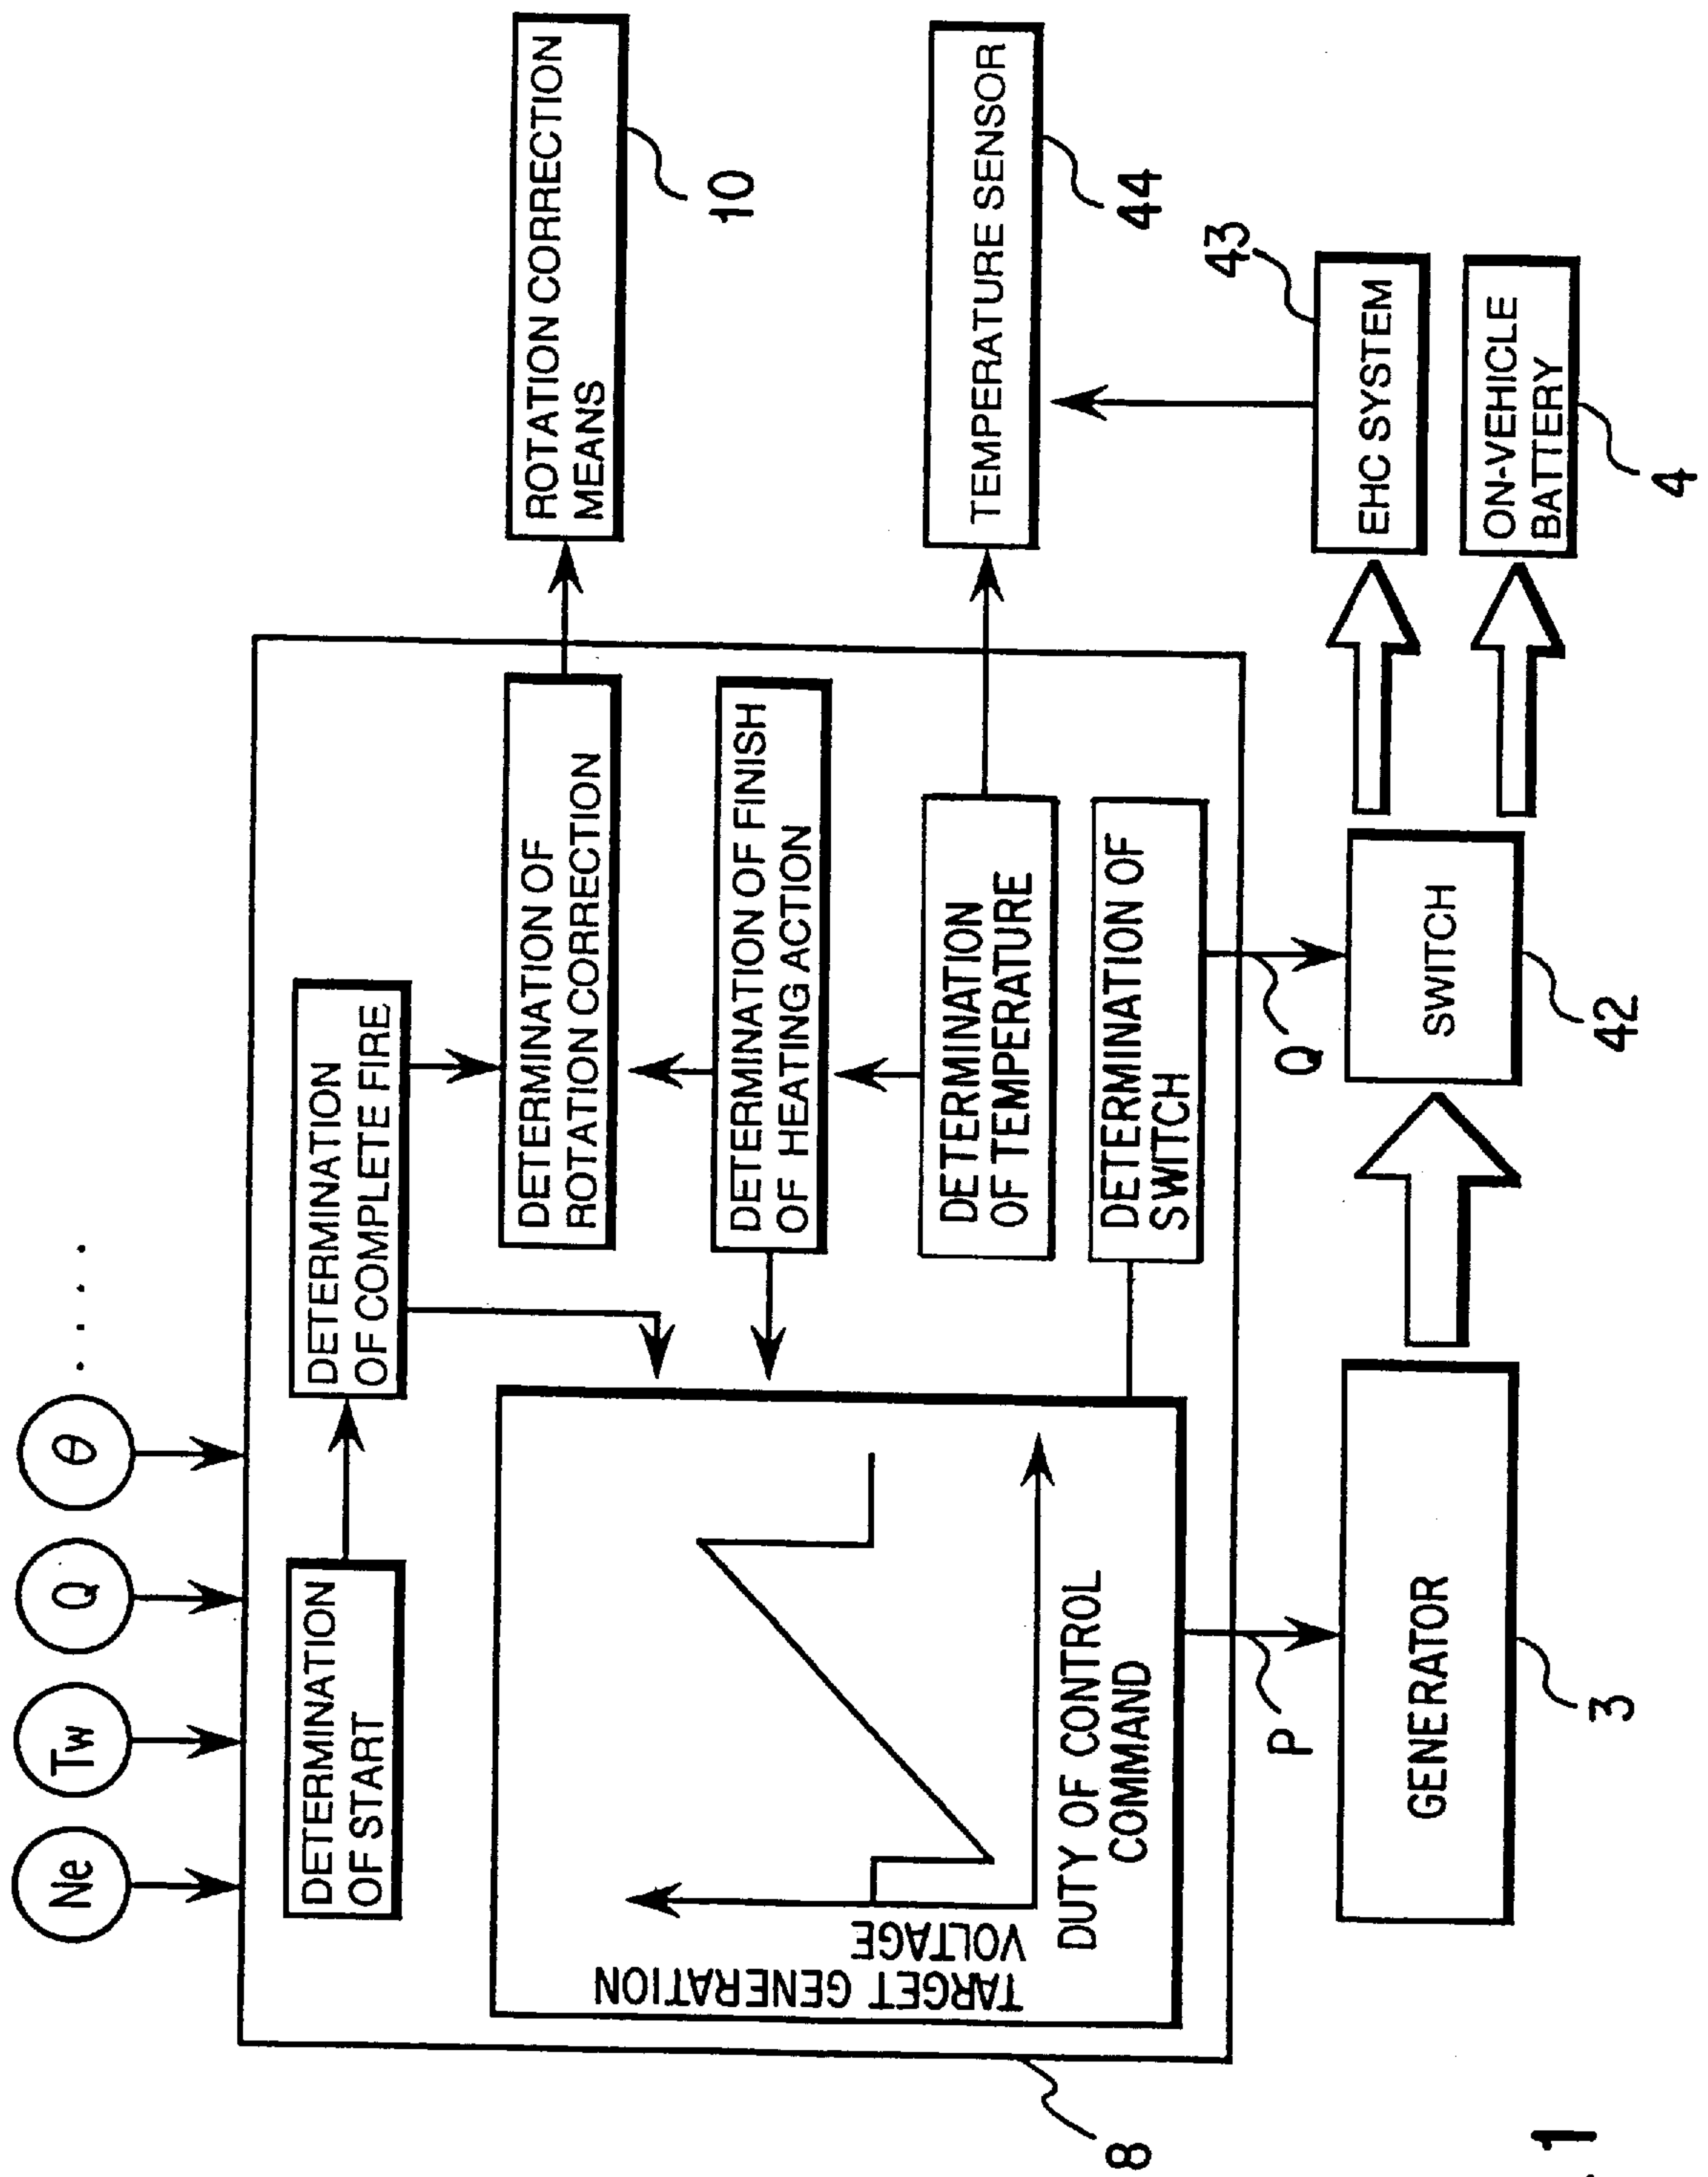 Ne
Tw
Q
θ
. . . . .
DETERMINATION
OF START
DETERMINATION
OF COMPLETE FIRE
DETERMINATION OF
ROTATION CORRECTION
ROTATION CORRECTION
MEANS
10
DETERMINATION OF FINISH
OF HEATING ACTION
DETERMINATION
OF TEMPERATURE
TEMPERATURE SENSOR
44
DETERMINATION OF
SWITCH
TARGET GENERATION
VOLTAGE
DUTY OF CONTROL
COMMAND
8
P
Q
GENERATOR
3
SWITCH
42
EHC SYSTEM
43
ON-VEHICLE
BATTERY
4
1